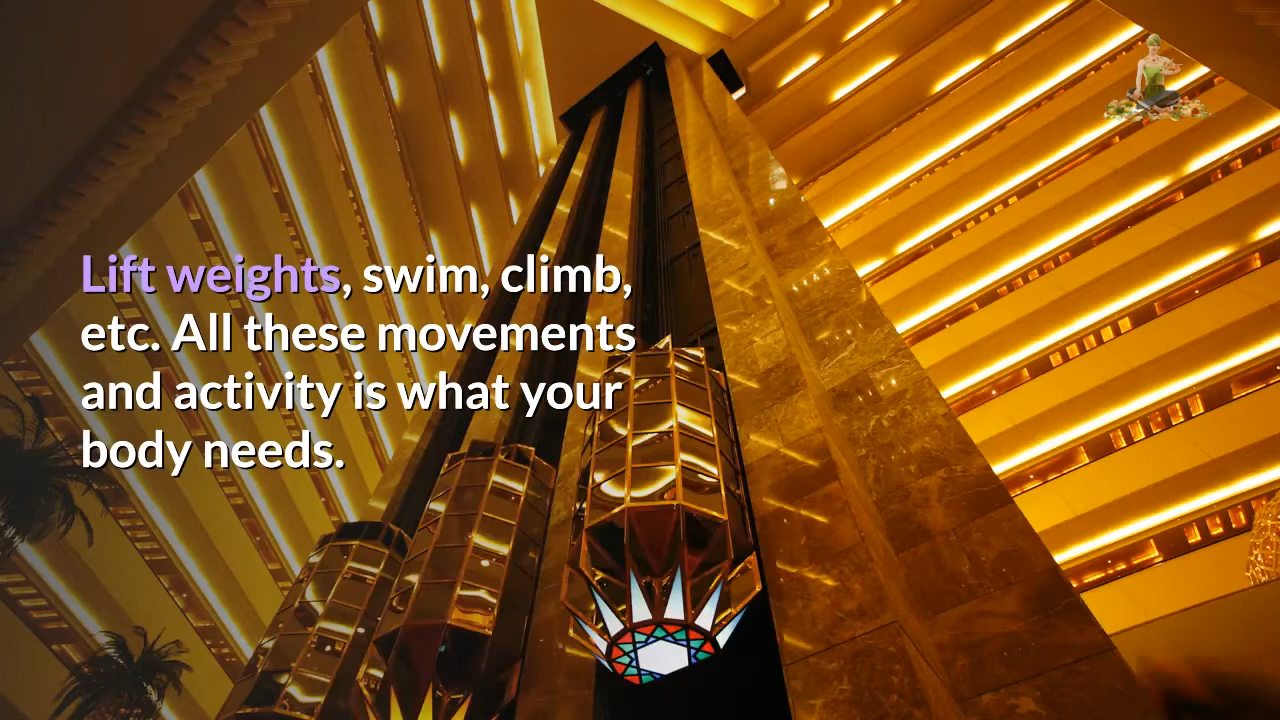 Lift weights, swim, climb,
etc. All these movements
and activity is what your
body needs.